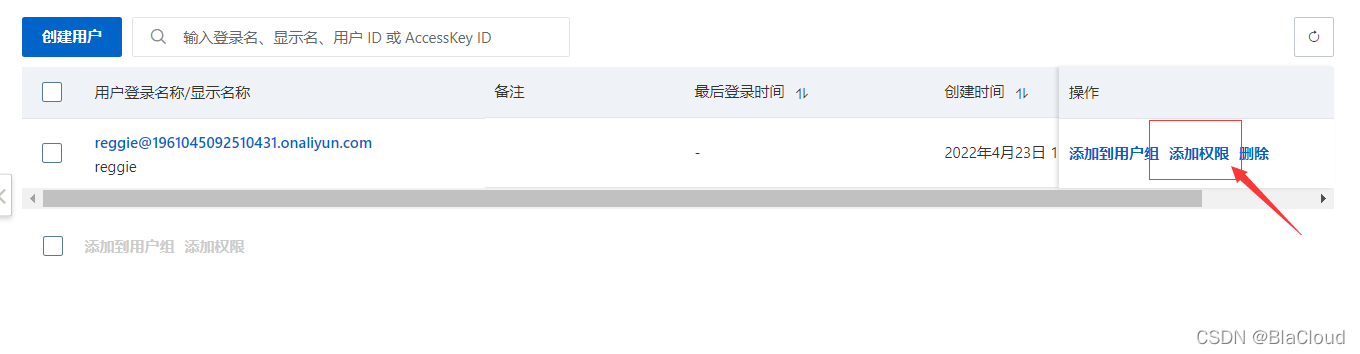 创建用户 输入登录名、显示名、用户 ID 或 AccessKey ID
用户登录名称/显示名称 备注 最后登录时间 创建时间 操作
reggie@1961045092510431.onaliyun.com
reggie - 2022年4月23日 1 添加到用户组 添加权限 删除
添加到用户组 添加权限
CSDN @BlaCloud